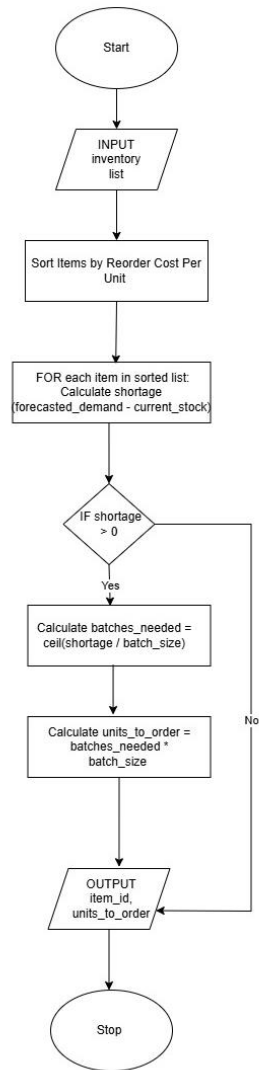 Start
INPUT
inventory
list
Sort Items by Reorder Cost Per
Unit
FOR each item in sorted list:
Calculate shortage
(forecasted_demand - current_stock)
IF shortage
> 0
Yes
Calculate batches_needed =
ceil(shortage / batch_size)
Calculate units_to_order =
batches_needed *
batch_size
No
OUTPUT
item_id,
units_to_order
Stop